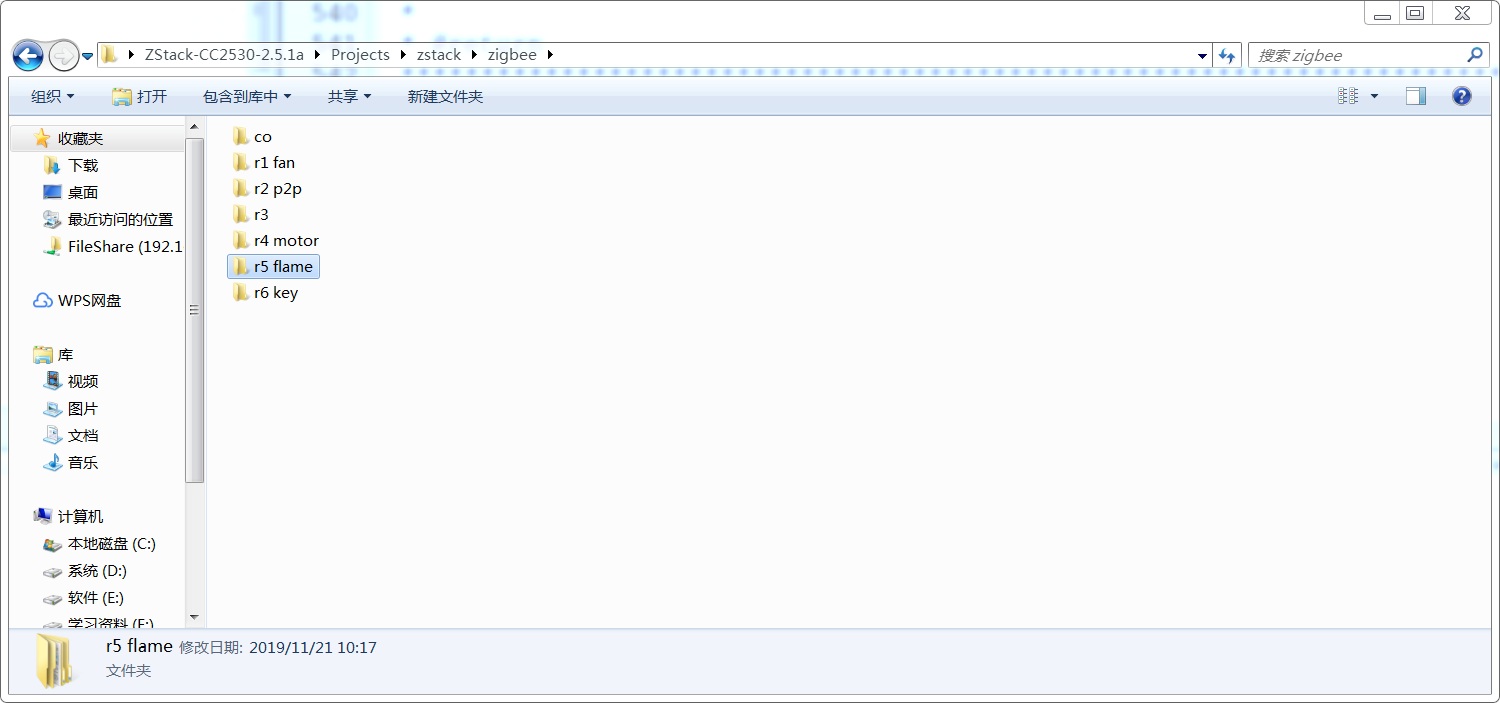 540
ZStack-CC2530-2.5.1a Projects zstack zigbee
搜索 zigbee
组织 打开 包含到库中 共享 新建文件夹
收藏夹
下载
桌面
最近访问的位置
FileShare (192.1
WPS网盘
库
视频
图片
文档
音乐
计算机
本地磁盘 (C:)
系统 (D:)
软件 (E:)
学习资料 (F:)
co
r1 fan
r2 p2p
r3
r4 motor
r5 flame
r6 key
r5 flame 修改日期: 2019/11/21 10:17
文件夹